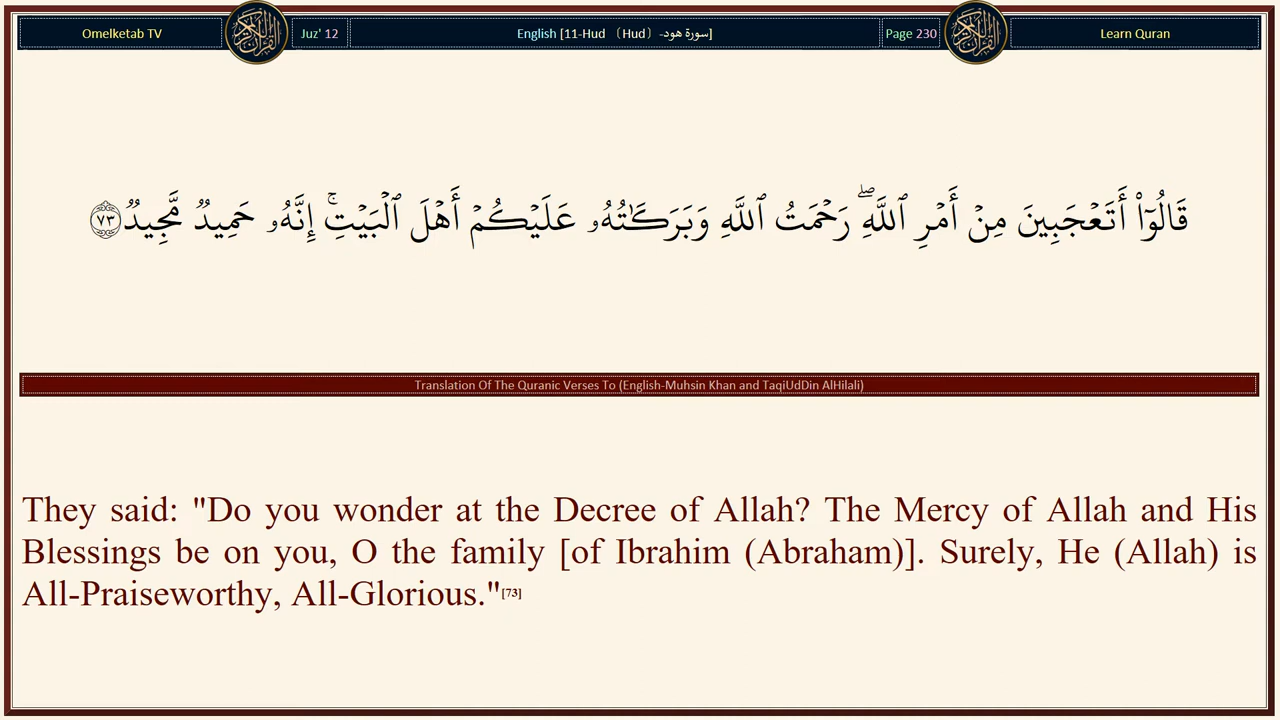 Omelketab TV
Juz' 12
English [11-Hud 〔Hud〕 -سورة هود]
Page 230
Learn Quran
قَالُوٓاْ أَتَعۡجَبِينَ مِنۡ أَمۡرِ ٱللَّهِۖ رَحۡمَتُ ٱللَّهِ وَبَرَكَٰتُهُۥ عَلَيۡكُمۡ أَهۡلَ ٱلۡبَيۡتِۚ إِنَّهُۥ حَمِيدٞ مَّجِيدٞ ٧٣
Translation Of The Quranic Verses To (English-Muhsin Khan and TaqiUdDin AlHilali)
They said: "Do you wonder at the Decree of Allah? The Mercy of Allah and His
Blessings be on you, O the family [of Ibrahim (Abraham)]. Surely, He (Allah) is
All-Praiseworthy, All-Glorious."[73]